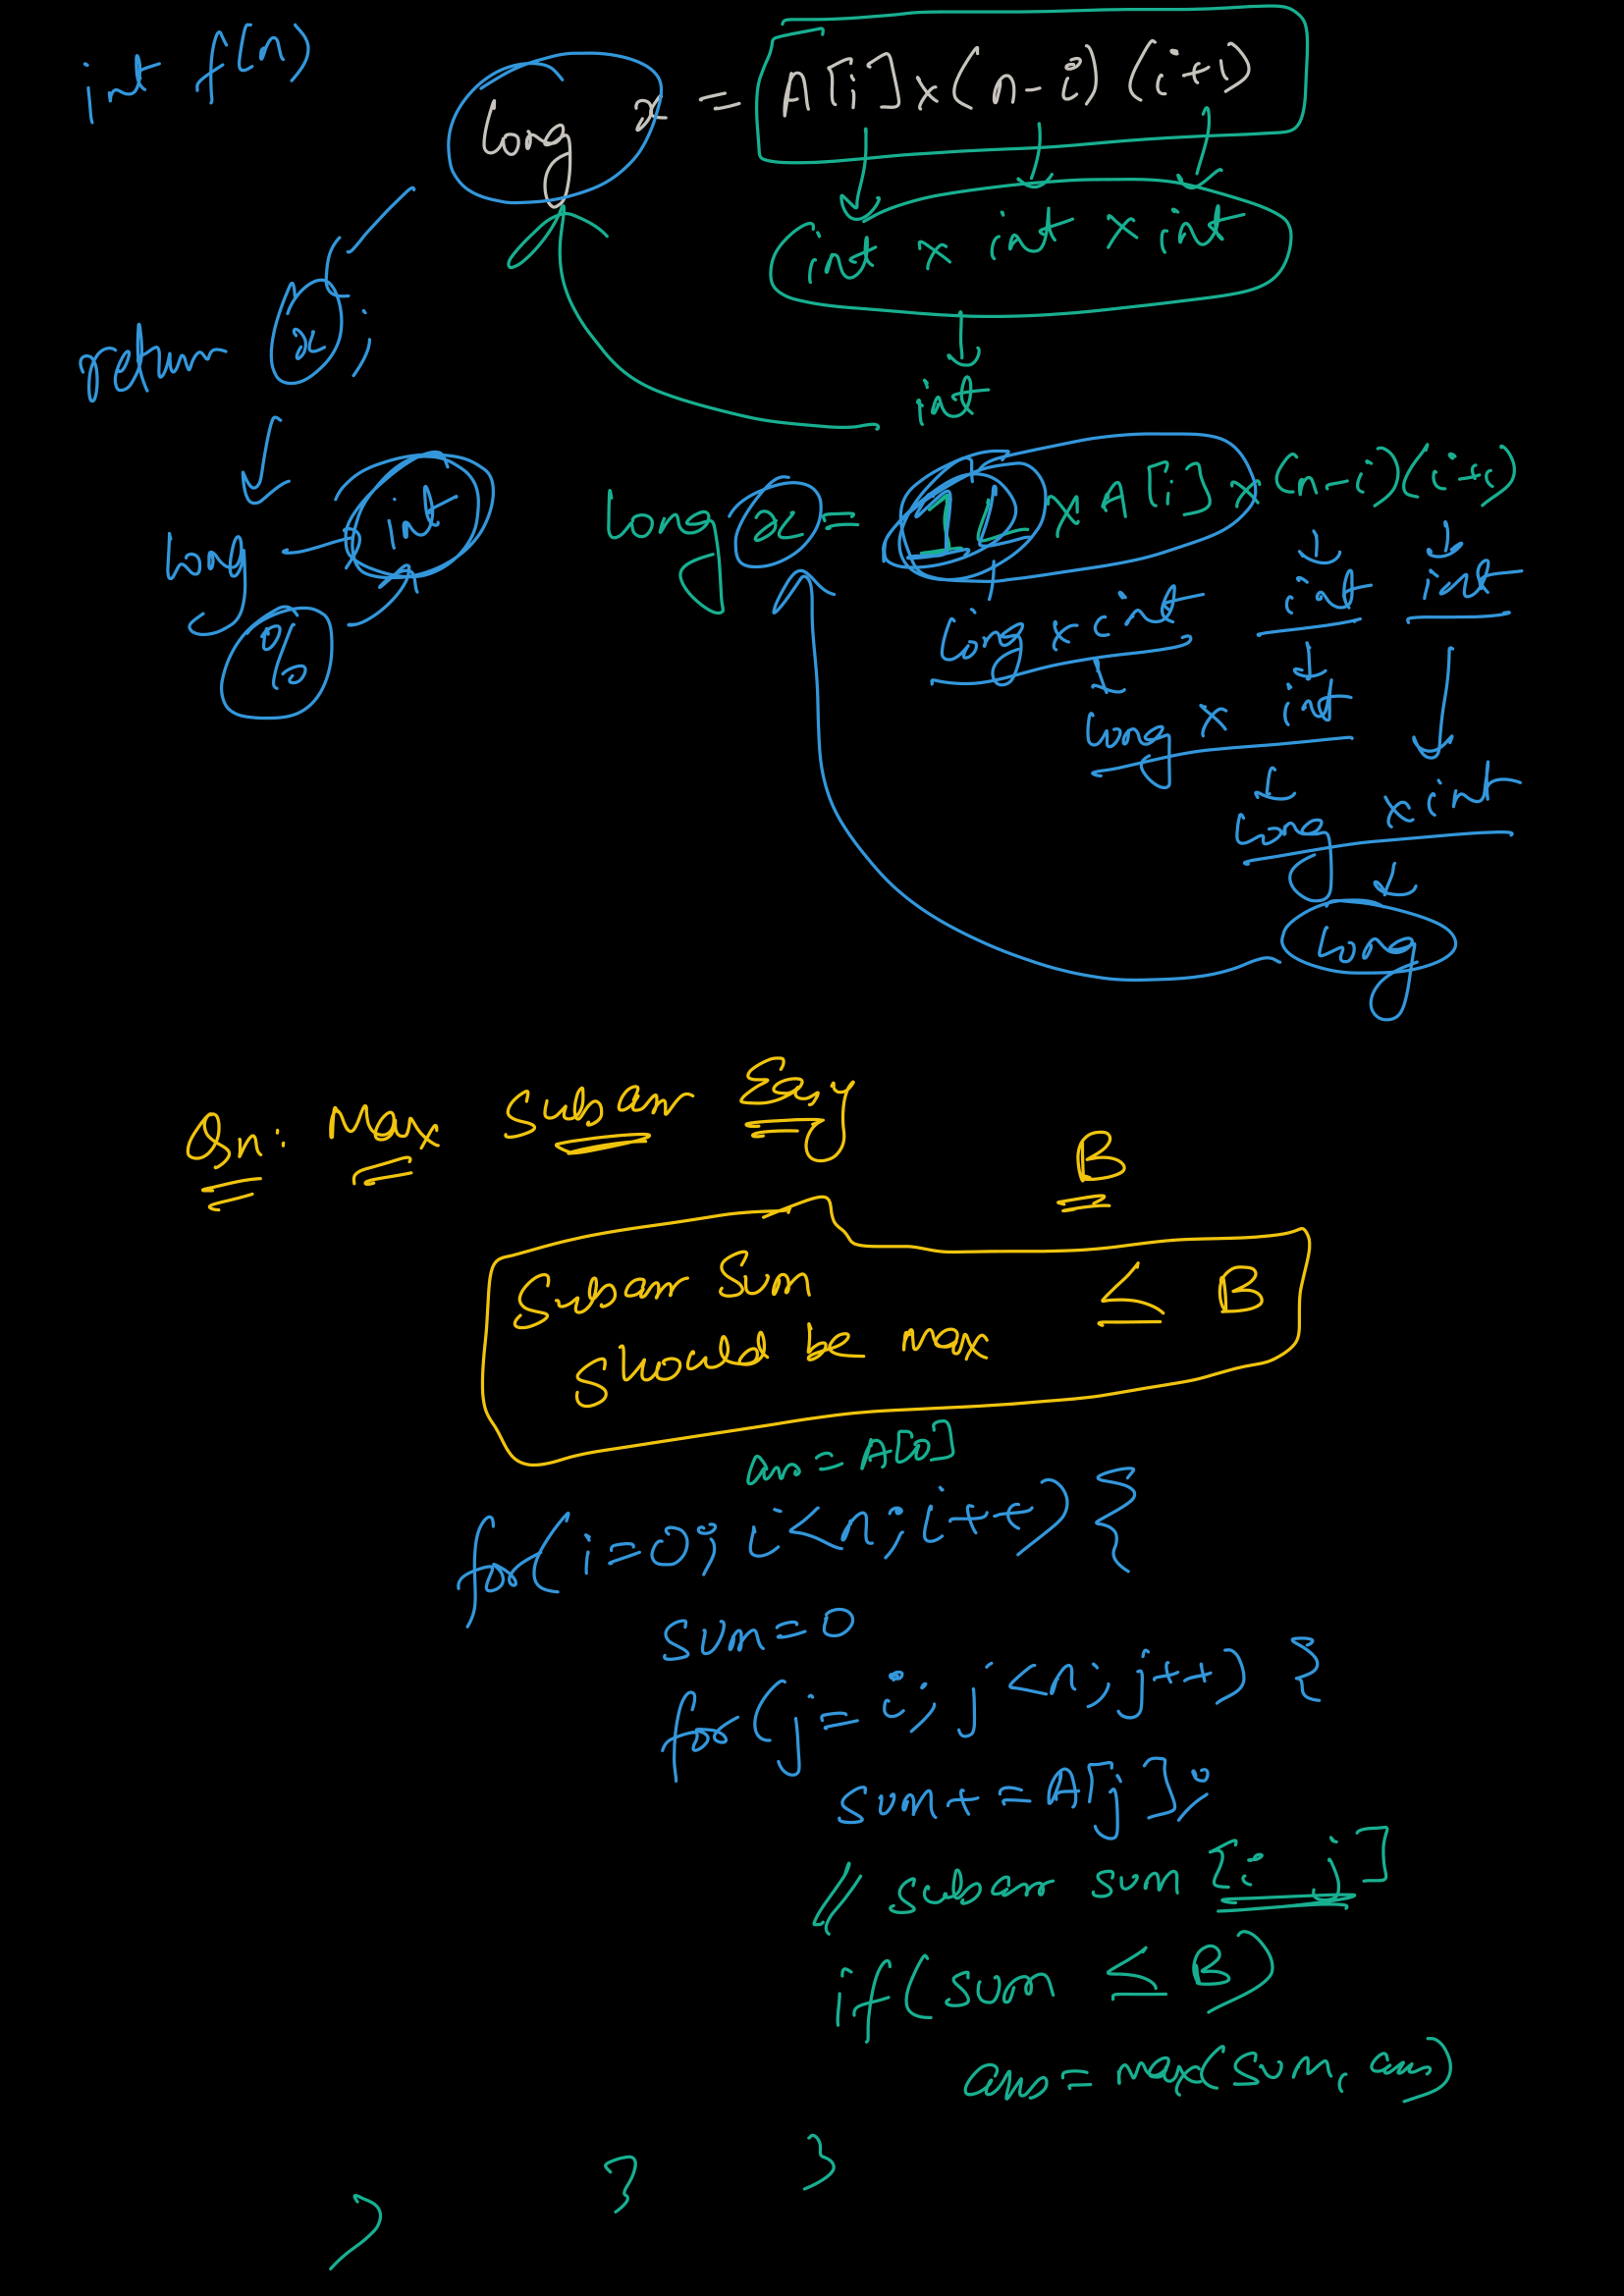 int f(n)
long x = A[i]x(n-i)(i+1)
int x int x int
return x;
int
long x = 1L x A[i] x (n-i)(i+1)
long int
int int
%
long x int
long x int
long x int
long
Qn: Max Subarr Easy
B
Subarr Sum ≤ B
should be max
ans = A[0]
for(i=0; i<n; i++) {
sum=0
for(j=i; j<n; j++) {
sum+=A[j];
// subarr sum [i j]
if(sum ≤ B)
ans = max(sum, ans)
}
}
}